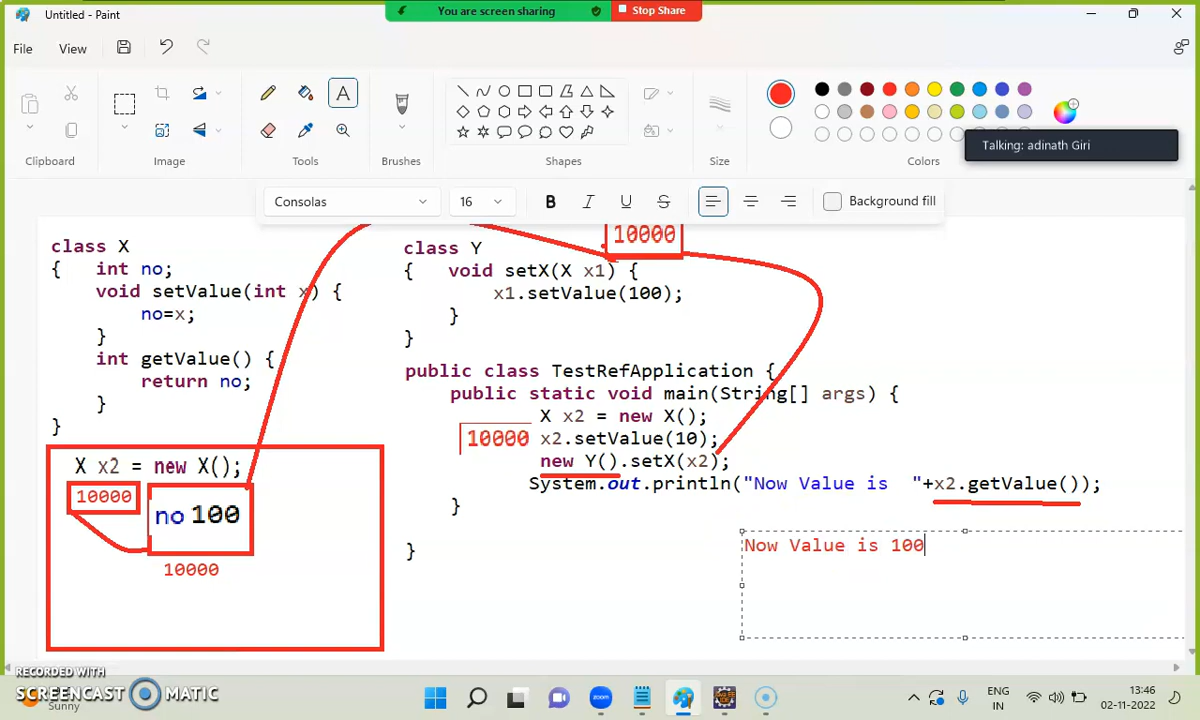 Untitled - Paint
You are screen sharing
Stop Share
File
View
Clipboard
Image
Tools
Brushes
Shapes
Size
Colors
Talking: adinath Giri
Consolas
16
B
I
U
S
Background fill
A
class X
{ int no;
void setValue(int x) {
no=x;
}
int getValue() {
return no;
}
}
10000
class Y
{ void setX(X x1) {
x1.setValue(100);
}
}
public class TestRefApplication {
public static void main(String[] args) {
X x2 = new X();
10000 x2.setValue(10);
new Y().setX(x2);
System.out.println("Now Value is "+x2.getValue());
}
}
X x2 = new X();
10000
no 100
10000
Now Value is 100
RECORDED WITH
SCREENCAST MATIC
Sunny
zoom
ENG
IN
13:46
02-11-2022